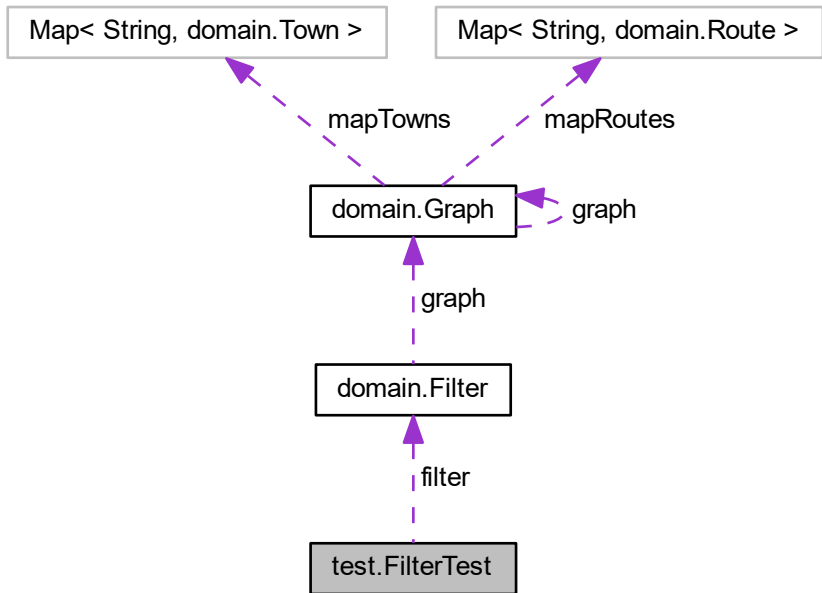 Map< String, domain.Town >
Map< String, domain.Route >
mapTowns
mapRoutes
domain.Graph
graph
graph
domain.Filter
filter
test.FilterTest